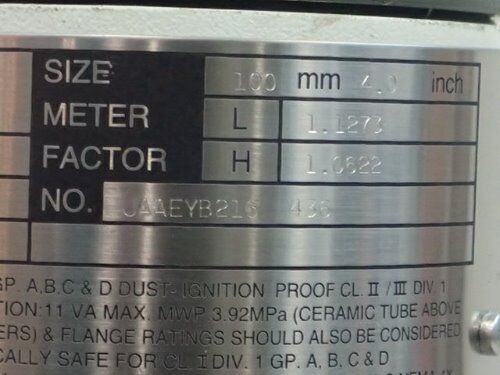 SIZE 100 mm 4.0 inch
METER L 1.1273
FACTOR H 1.0622
NO. JAAEYB216 436
GP. A,B,C & D DUST- IGNITION PROOF CL. II / III DIV. 1
TION:11 VA MAX. MWP 3.92MPa (CERAMIC TUBE ABOVE
ERS) & FLANGE RATINGS SHOULD ALSO BE CONSIDERED
CALLY SAFE FOR CL. I DIV. 1 GP. A, B, C & D